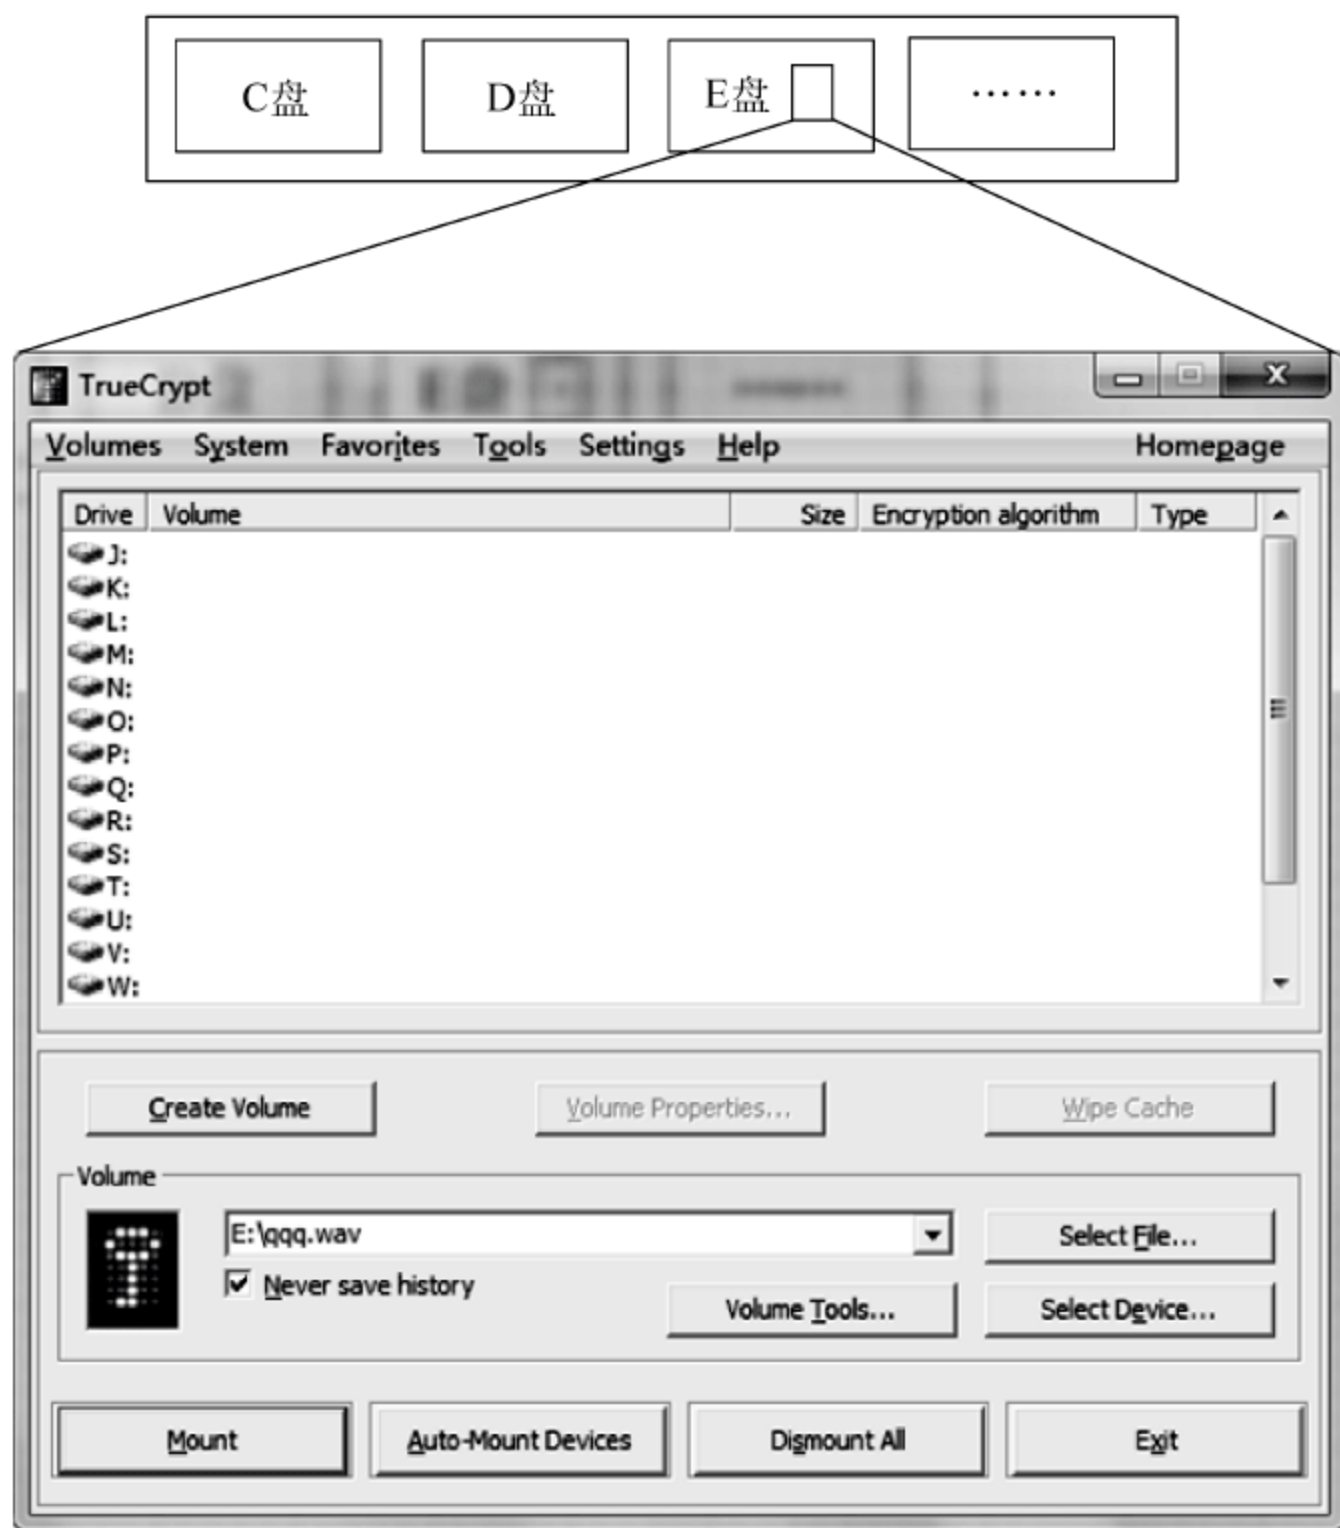 C盘 D盘 E盘 ……
TrueCrypt
Volumes System Favorites Tools Settings Help Homepage
Drive Volume Size Encryption algorithm Type
J:
K:
L:
M:
N:
O:
P:
Q:
R:
S:
T:
U:
V:
W:
Create Volume Volume Properties... Wipe Cache
Volume
E:\qqq.wav Select File...
Never save history
Volume Tools... Select Device...
Mount Auto-Mount Devices Dismount All Exit